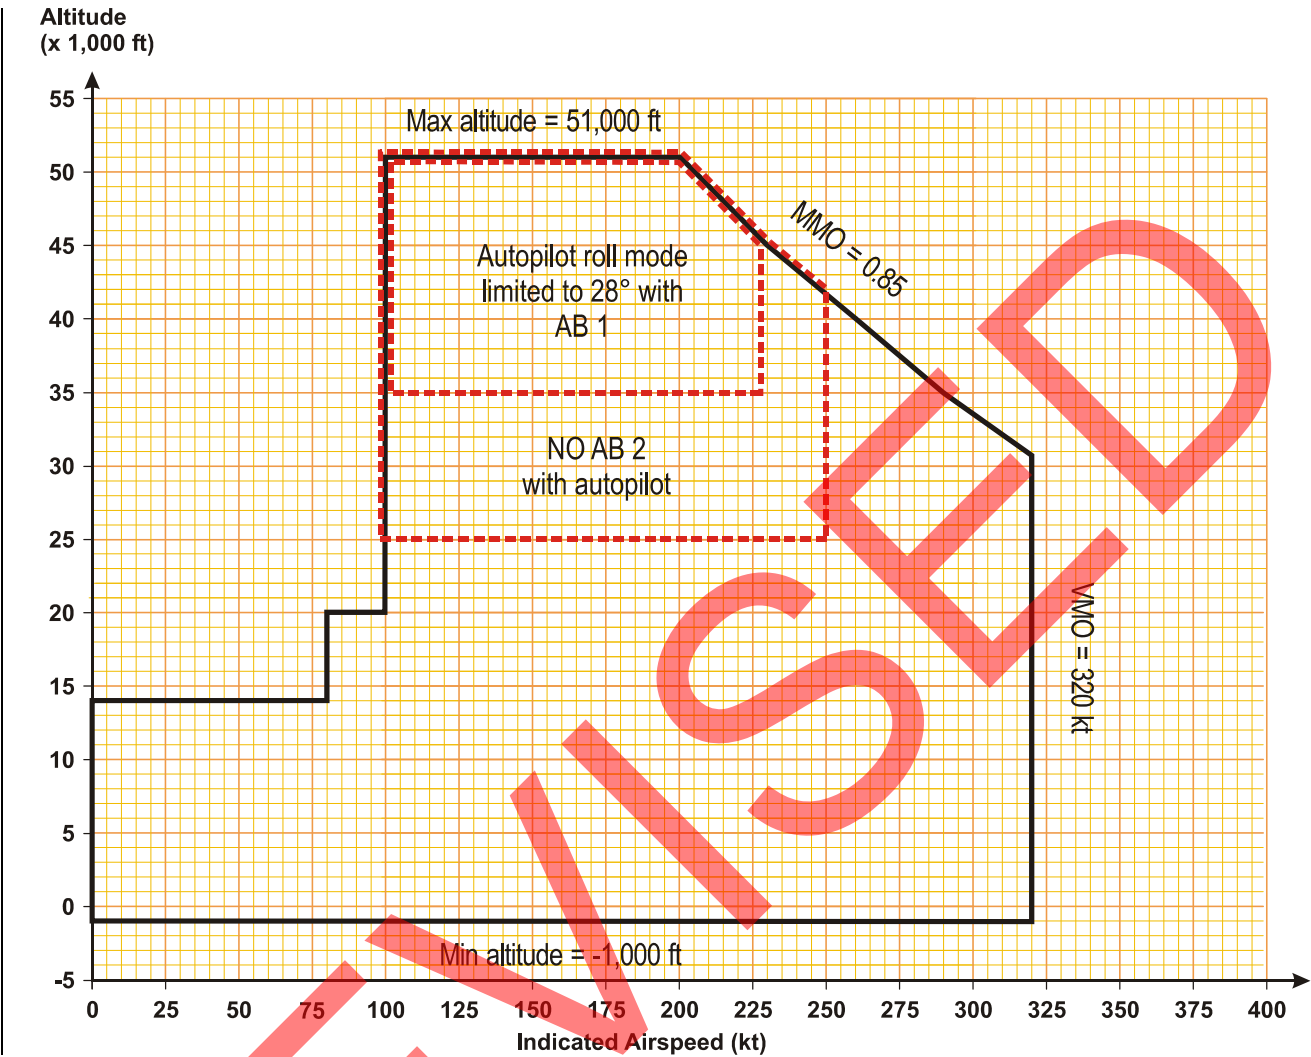 Altitude
(x 1,000 ft)
55
Max altitude = 51,000 ft
50
MMO = 0.85
45
Autopilot roll mode
limited to 28° with
AB 1
40
35
NO AB 2
with autopilot
30
25
20
VMO = 320 kt
15
10
5
0
Min altitude = -1,000 ft
-5
0 25 50 75 100 125 150 175 200 225 250 275 300 325 350 375 400
Indicated Airspeed (kt)
EVISED